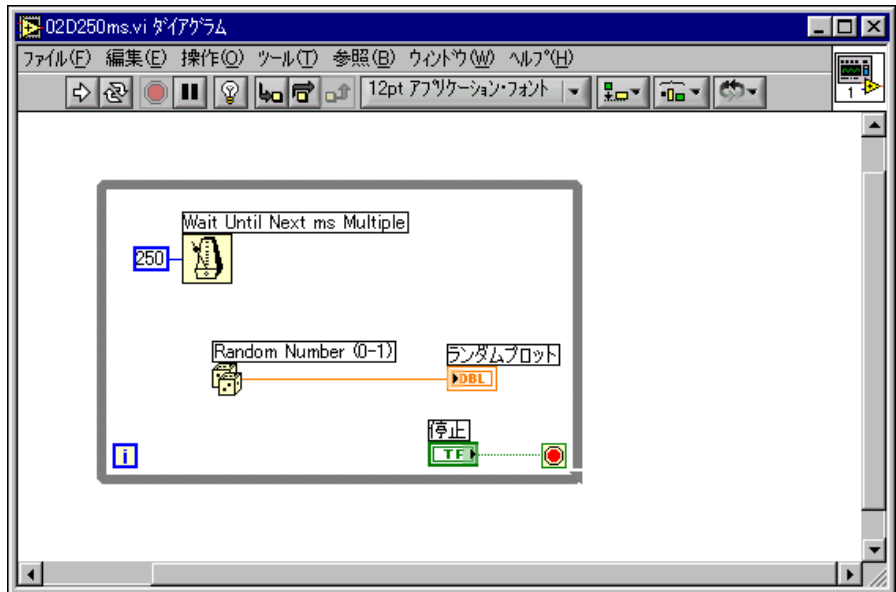 02D250ms.vi ﾀﾞｲｱｸﾞﾗﾑ
ﾌｧｲﾙ(F) 編集(E) 操作(O) ﾂｰﾙ(T) 参照(B) ｳｨﾝﾄﾞｳ(W) ﾍﾙﾌﾟ(H)
12pt ｱﾌﾟﾘｹｰｼｮﾝ･ﾌｫﾝﾄ
1
Wait Until Next ms Multiple
250
Random Number (0-1)
ランダムプロット
DBL
停止
TF
i